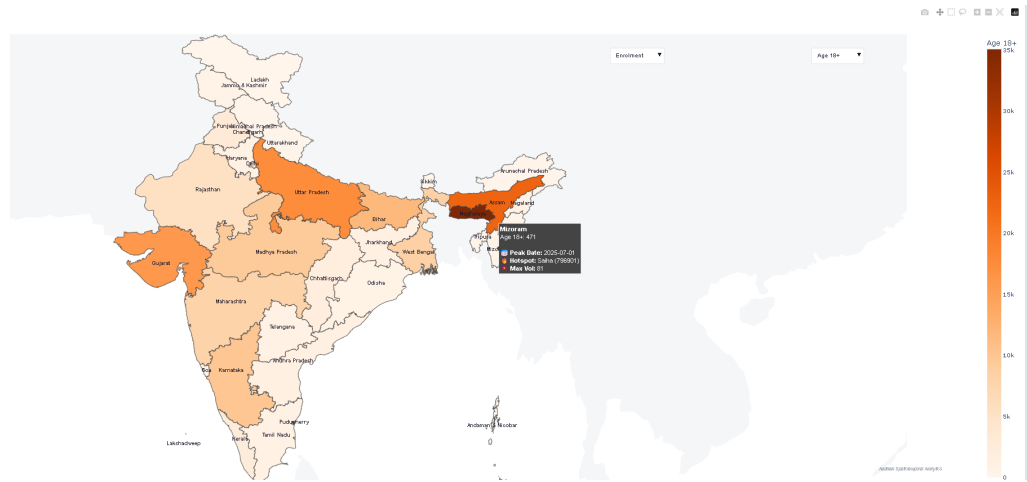 Age 18+
35k
Enrolment
Age 18+
Ladakh
Jammu & Kashmir
30k
Himachal Pradesh
Chandigarh
Uttarakhand
Haryana
Delhi
25k
Arunachal Pradesh
Sikkim
Rajasthan
Uttar Pradesh
Assam
Nagaland
Bihar
20k
Mizoram
Age 18+: 471
Tripura
Jharkhand
Madhya Pradesh
West Bengal
Peak Date: 2025-07-01
Hotspot: Saiha (796901)
Max Vol: 81
Gujarat
Chhattisgarh
Odisha
15k
Maharashtra
Telangana
10k
Andhra Pradesh
Goa
Karnataka
5k
Puducherry
Andaman & Nicobar
Tamil Nadu
Kerala
Lakshadweep
0